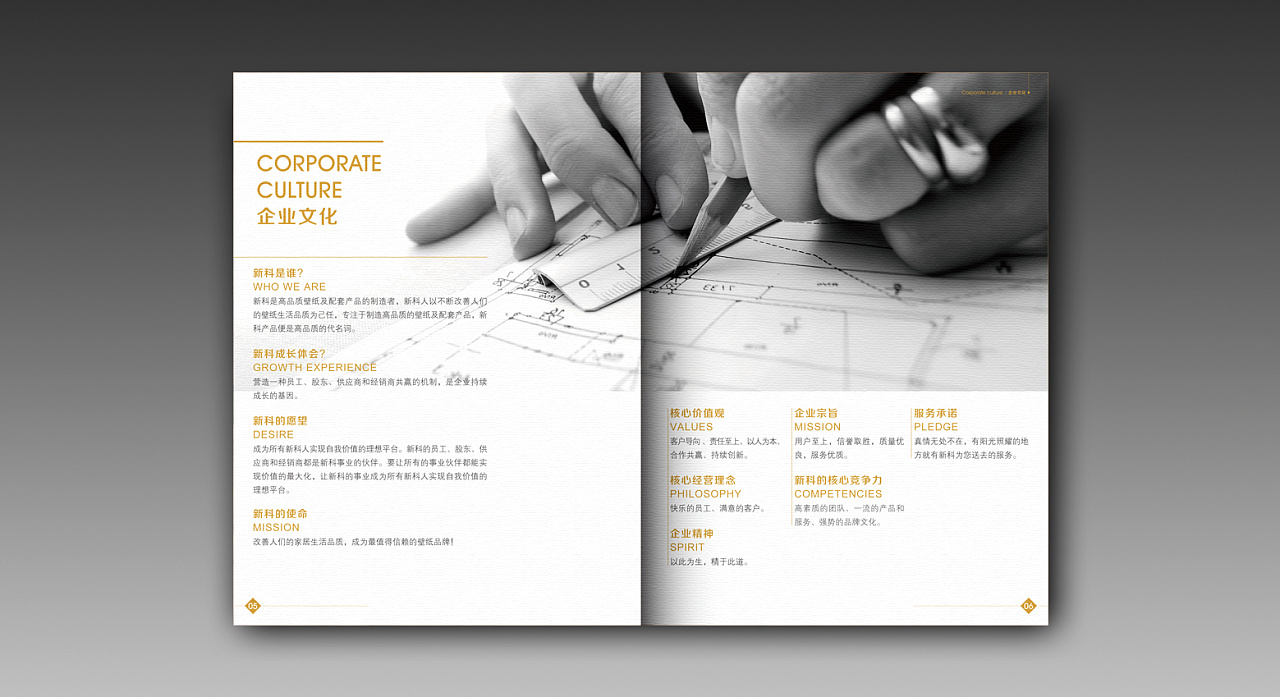 CORPORATE
CULTURE
企业文化
新科是谁?
WHO WE ARE
新科是高品质壁纸及配套产品的制造者，新科人以不断改善人们
的壁纸生活品质为己任，专注于制造高品质的壁纸及配套产品，新
科产品便是高品质的代名词。
新科成长体会?
GROWTH EXPERIENCE
营造一种员工、股东、供应商和经销商共赢的机制，是企业持续
成长的基因。
新科的愿望
DESIRE
成为所有新科人实现自我价值的理想平台。新科的员工、股东、供
应商和经销商都是新科事业的伙伴。要让所有的事业伙伴都能实
现价值的最大化，让新科的事业成为所有新科人实现自我价值的
理想平台。
新科的使命
MISSION
改善人们的家居生活品质，成为最值得信赖的壁纸品牌!
05
Corporate culture
0 1 2
核心价值观
VALUES
客户导向、责任至上、以人为本、
合作共赢、持续创新。
核心经营理念
PHILOSOPHY
快乐的员工、满意的客户。
企业精神
SPIRIT
以此为生，精于此道。
企业宗旨
MISSION
用户至上，信誉取胜，质量优
良，服务优质。
新科的核心竞争力
COMPETENCIES
高素质的团队、一流的产品和
服务、强势的品牌文化。
服务承诺
PLEDGE
真情无处不在，有阳光照耀的地
方就有新科为您送去的服务。
06